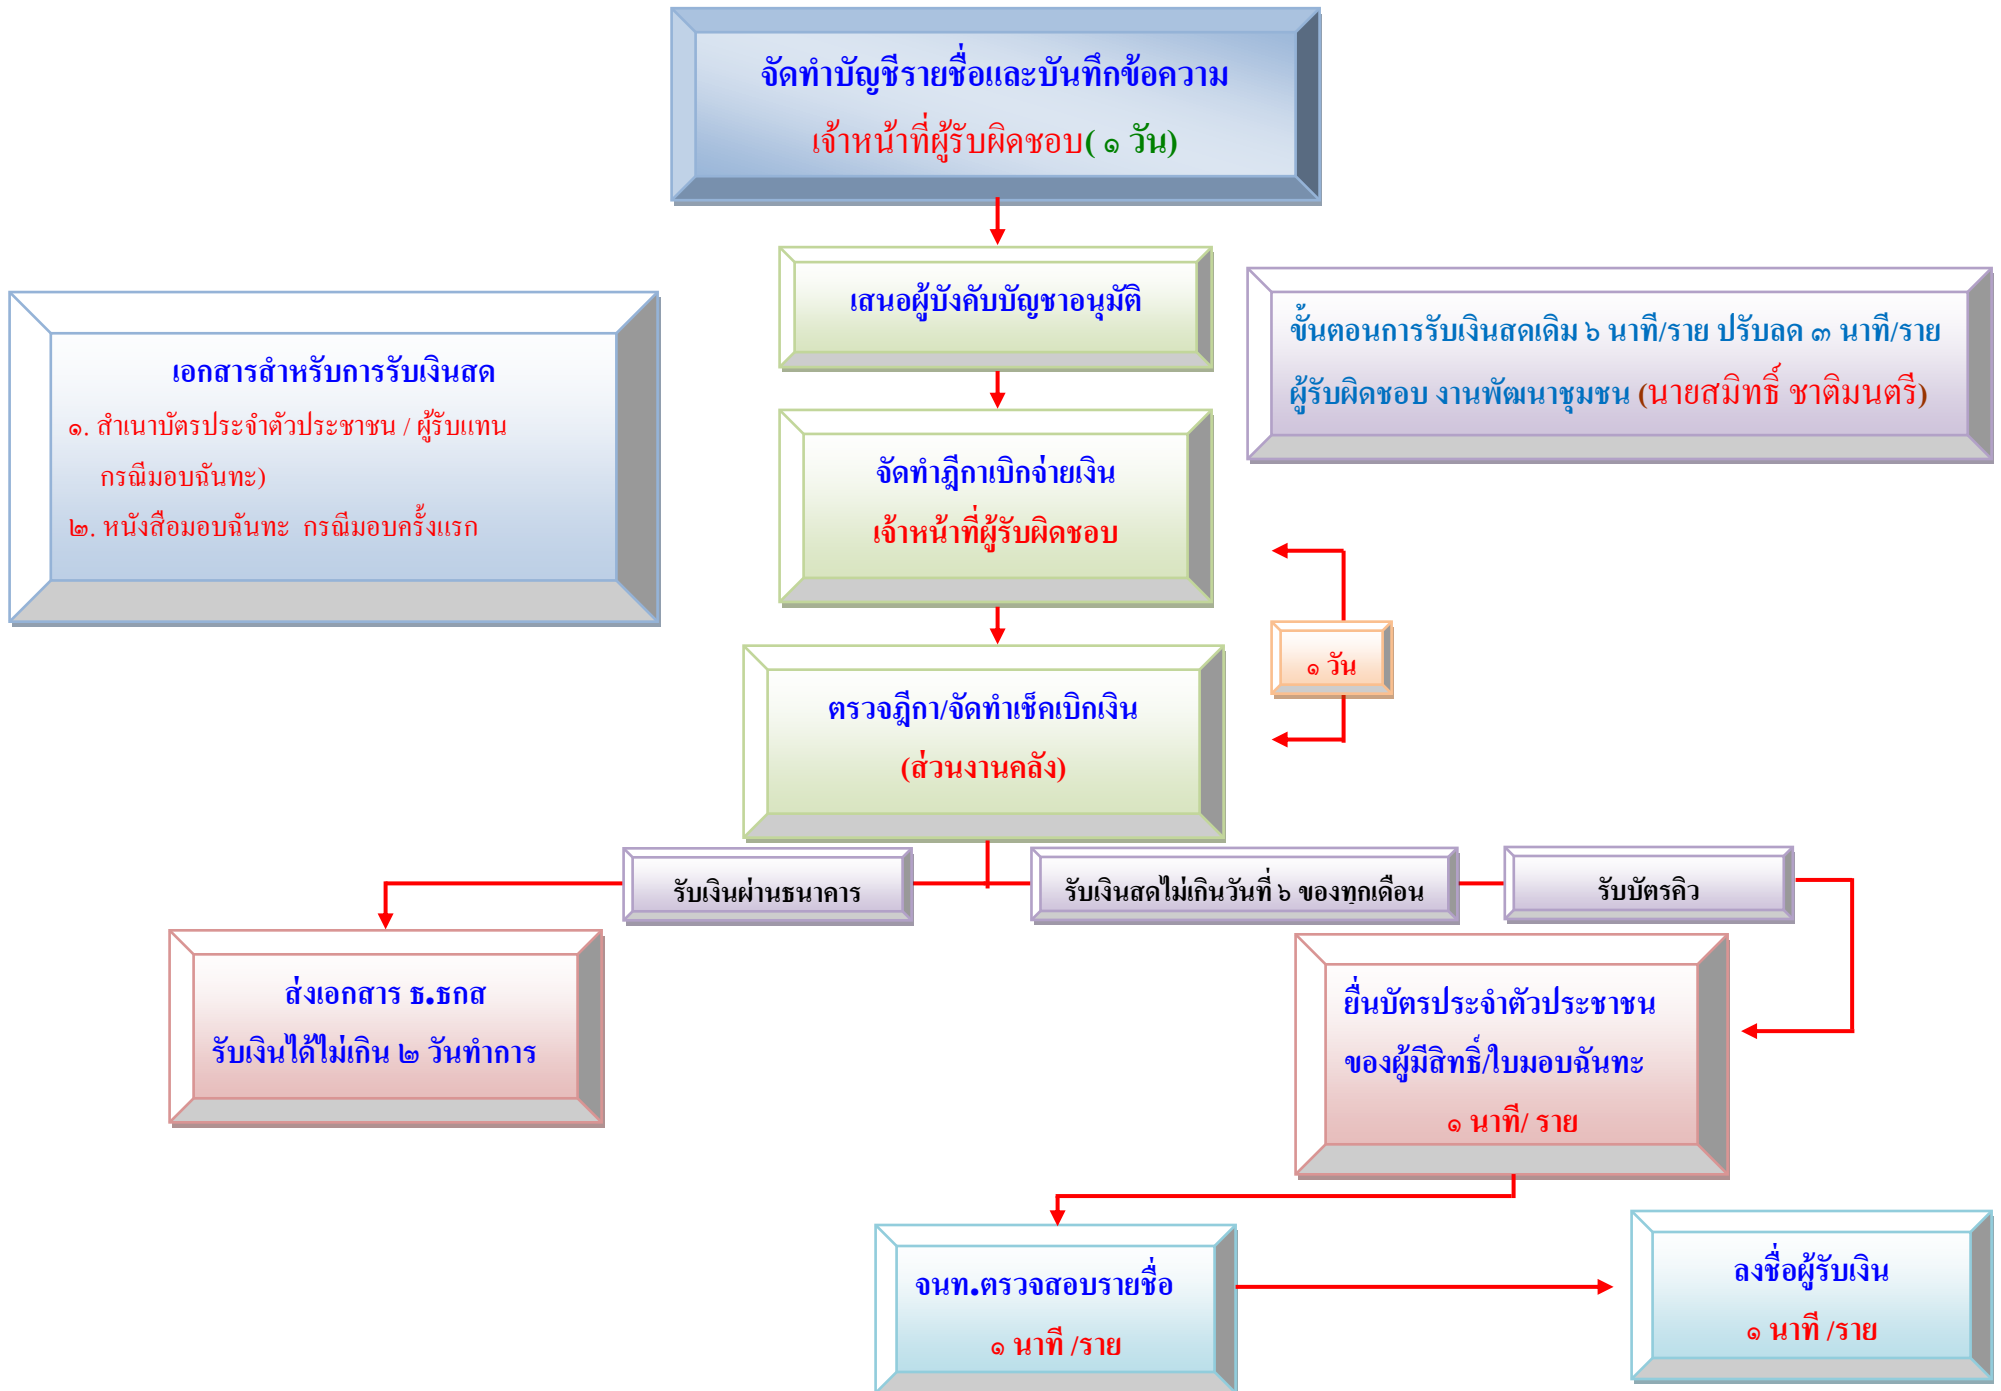 จัดทำบัญชีรายชื่อและบันทึกข้อความ
เจ้าหน้าที่ผู้รับผิดชอบ( ๑ วัน)
เสนอผู้บังคับบัญชาอนุมัติ
เอกสารสำหรับการรับเงินสด
๑. สำเนาบัตรประจำตัวประชาชน / ผู้รับแทน
กรณีมอบฉันทะ)
๒. หนังสือมอบฉันทะ  กรณีมอบครั้งแรก
ขั้นตอนการรับเงินสดเดิม ๖ นาที/ราย ปรับลด ๓ นาที/ราย
ผู้รับผิดชอบ งานพัฒนาชุมชน (นายสมิทธิ์ ชาติมนตรี)
จัดทำฎีกาเบิกจ่ายเงิน
เจ้าหน้าที่ผู้รับผิดชอบ
๑ วัน
ตรวจฎีกา/จัดทำเช็คเบิกเงิน
(ส่วนงานคลัง)
รับเงินผ่านธนาคาร
รับเงินสดไม่เกินวันที่ ๖ ของทุกเดือน
รับบัตรคิว
ส่งเอกสาร ธ.ธกส
รับเงินได้ไม่เกิน ๒ วันทำการ
ยื่นบัตรประจำตัวประชาชน
ของผู้มีสิทธิ์/ใบมอบฉันทะ
๑ นาที/ ราย
จนท.ตรวจสอบรายชื่อ
๑ นาที /ราย
ลงชื่อผู้รับเงิน
๑ นาที /ราย